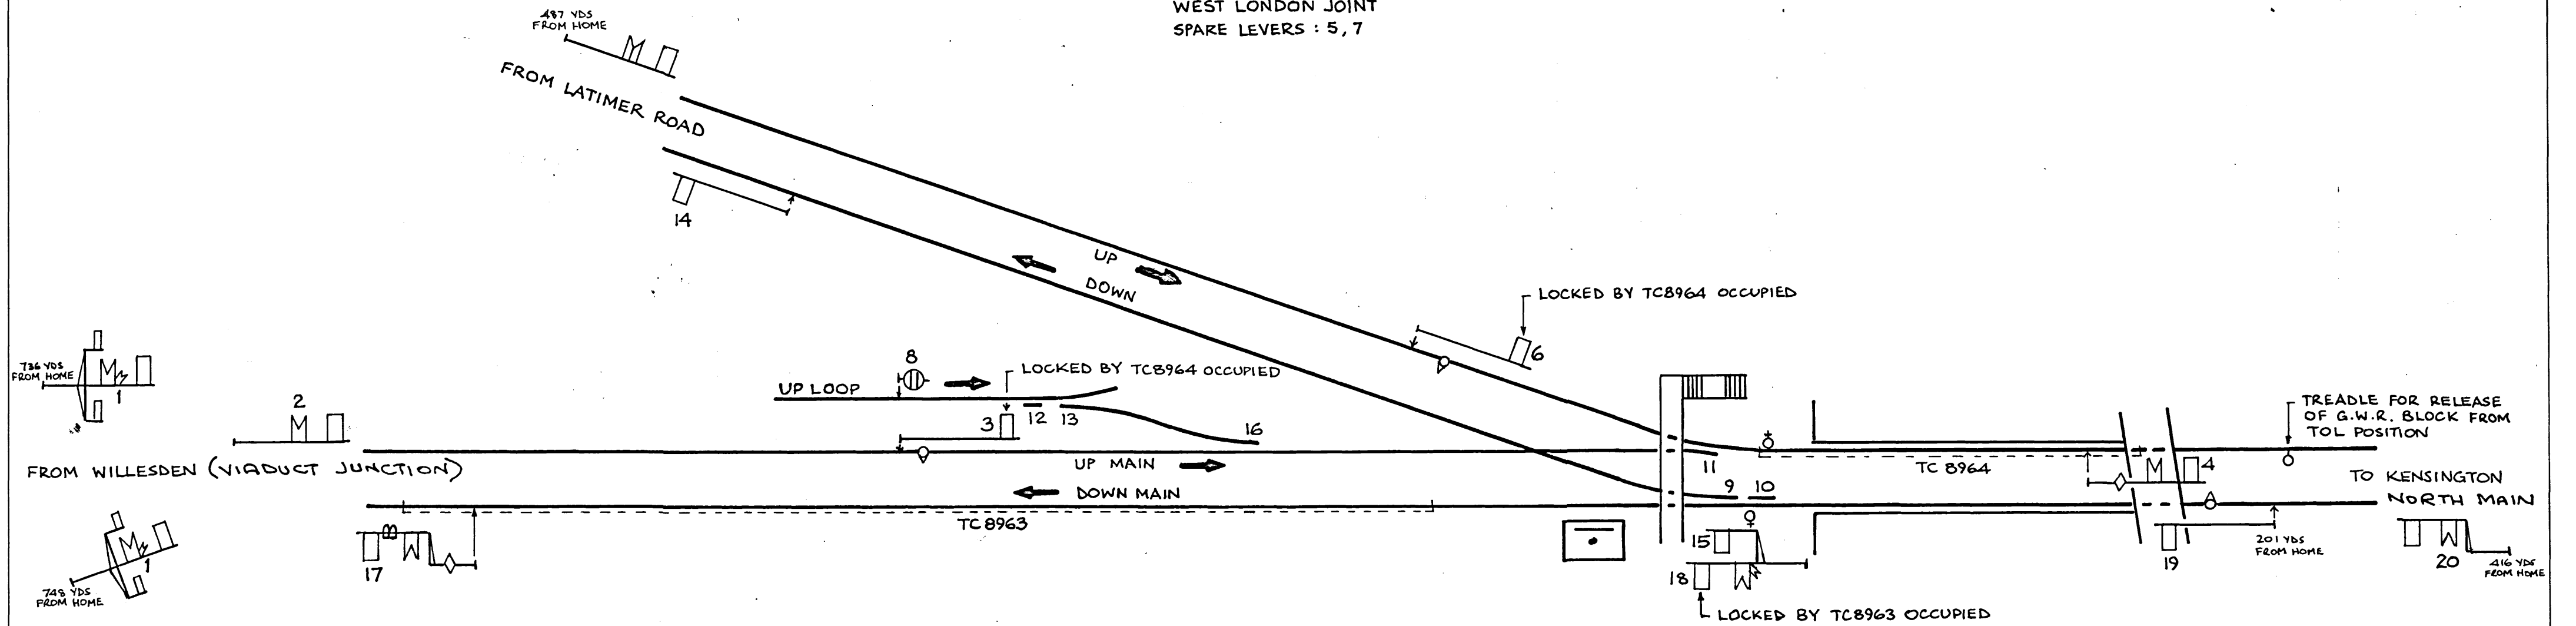 WEST LONDON JOINT
SPARE LEVERS : 5, 7
487 YDS
FROM HOME
M
FROM LATIMER ROAD
14
UP
DOWN
LOCKED BY TC8964 OCCUPIED
6
736 YDS
FROM HOME
M
1
2
M
8
LOCKED BY TC8964 OCCUPIED
UP LOOP
12
13
3
16
FROM WILLESDEN (VIADUCT JUNCTION)
UP MAIN
11
TC 8964
M
4
TREADLE FOR RELEASE
OF G.W.R. BLOCK FROM
TOL POSITION
TO KENSINGTON
NORTH MAIN
DOWN MAIN
9
10
TC 8963
M
1
748 YDS
FROM HOME
17
15
18
LOCKED BY TC8963 OCCUPIED
19
201 YDS
FROM HOME
20
416 YDS
FROM HOME